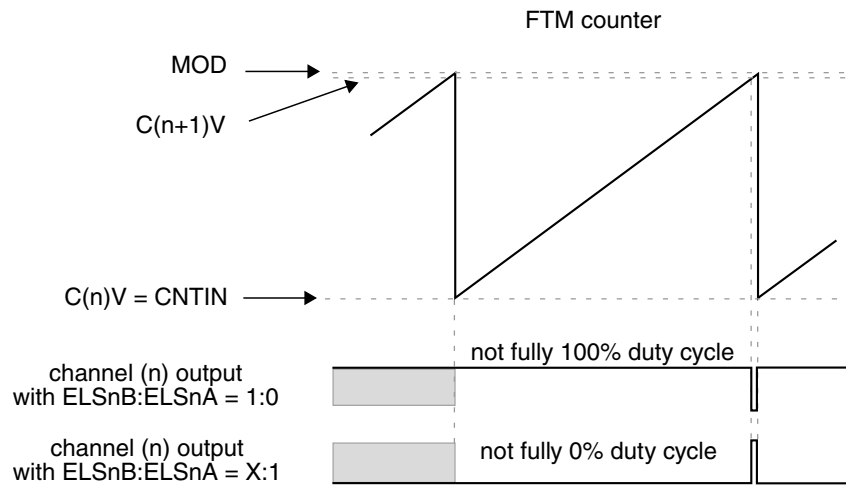 FTM counter
MOD
C(n+1)V
C(n)V = CNTIN
not fully 100% duty cycle
channel (n) output
with ELSnB:ELSnA = 1:0
not fully 0% duty cycle
channel (n) output
with ELSnB:ELSnA = X:1